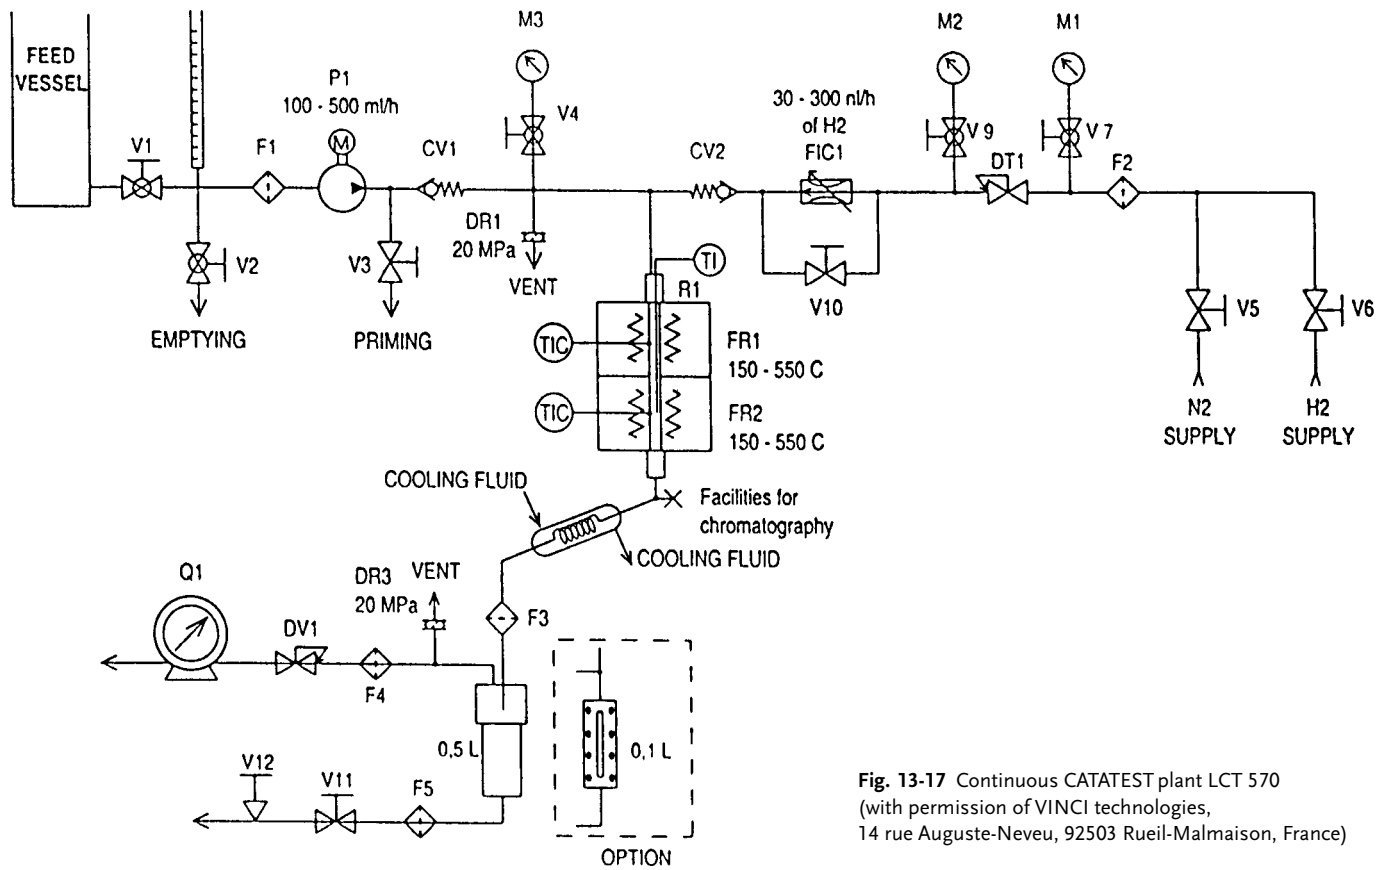 FEED
VESSEL
V1
V2
EMPTYING
F1
P1
100 - 500 ml/h
M
V3
PRIMING
CV1
M3
V4
DR1
20 MPa
VENT
CV2
30 - 300 nl/h
of H2
FIC1
V10
M2
V 9
DT1
M1
V 7
F2
V5
N2
SUPPLY
V6
H2
SUPPLY
TI
R1
TIC
FR1
150 - 550 C
TIC
FR2
150 - 550 C
COOLING FLUID
Facilities for
chromatography
COOLING FLUID
Q1
DV1
DR3
20 MPa
VENT
F3
F4
0,5 L
V12
V11
F5
0,1 L
OPTION
Fig. 13-17 Continuous CATATEST plant LCT 570
(with permission of VINCI technologies,
14 rue Auguste-Neveu, 92503 Rueil-Malmaison, France)